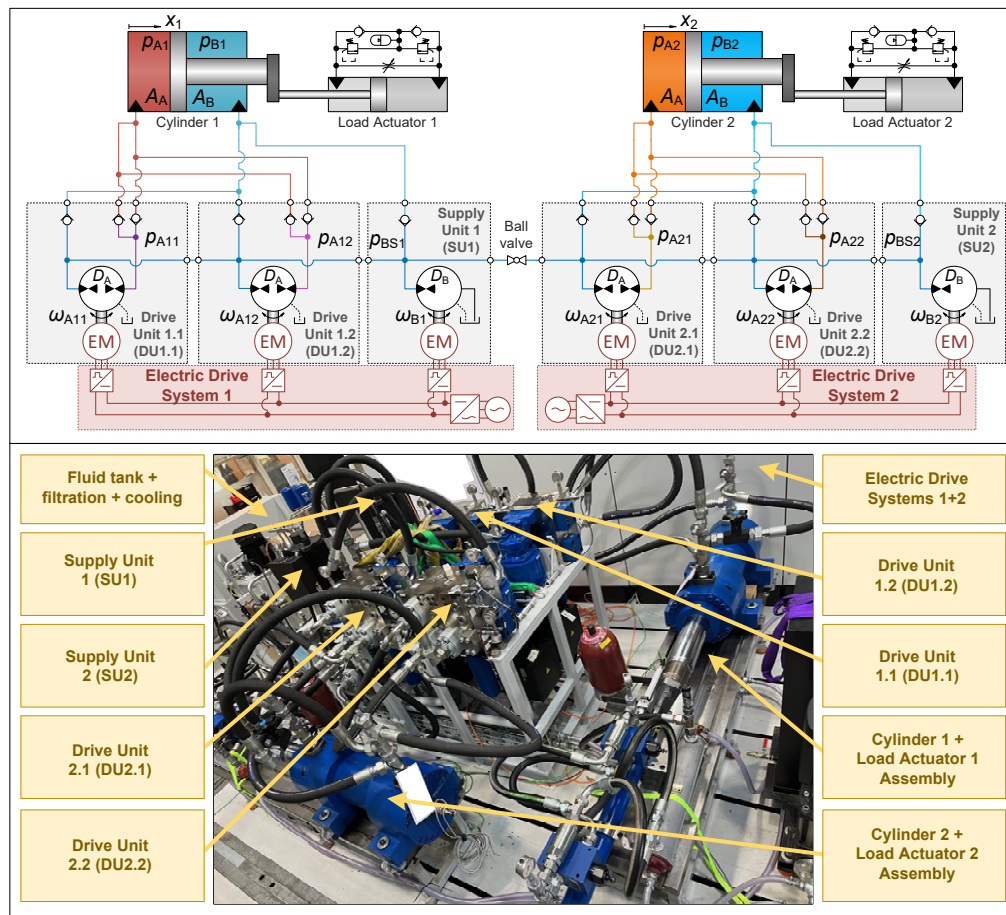 x1
x2
pA1
pB1
AA
AB
Cylinder 1
Load Actuator 1
pA2
pB2
AA
AB
Cylinder 2
Load Actuator 2
pA11
DA
ωA11
EM
Drive
Unit 1.1
(DU1.1)
pA12
DA
ωA12
EM
Drive
Unit 1.2
(DU1.2)
Supply
Unit 1
(SU1)
pBS1
DB
ωB1
EM
Ball
valve
pA21
DA
ωA21
EM
Drive
Unit 2.1
(DU2.1)
pA22
DA
ωA22
EM
Drive
Unit 2.2
(DU2.2)
Supply
Unit 2
(SU2)
pBS2
DB
ωB2
EM
Electric Drive
System 1
Electric Drive
System 2
Fluid tank +
filtration + cooling
Supply Unit
1 (SU1)
Supply Unit
2 (SU2)
Drive Unit
2.1 (DU2.1)
Drive Unit
2.2 (DU2.2)
Electric Drive
Systems 1+2
Drive Unit
1.2 (DU1.2)
Drive Unit
1.1 (DU1.1)
Cylinder 1 +
Load Actuator 1
Assembly
Cylinder 2 +
Load Actuator 2
Assembly